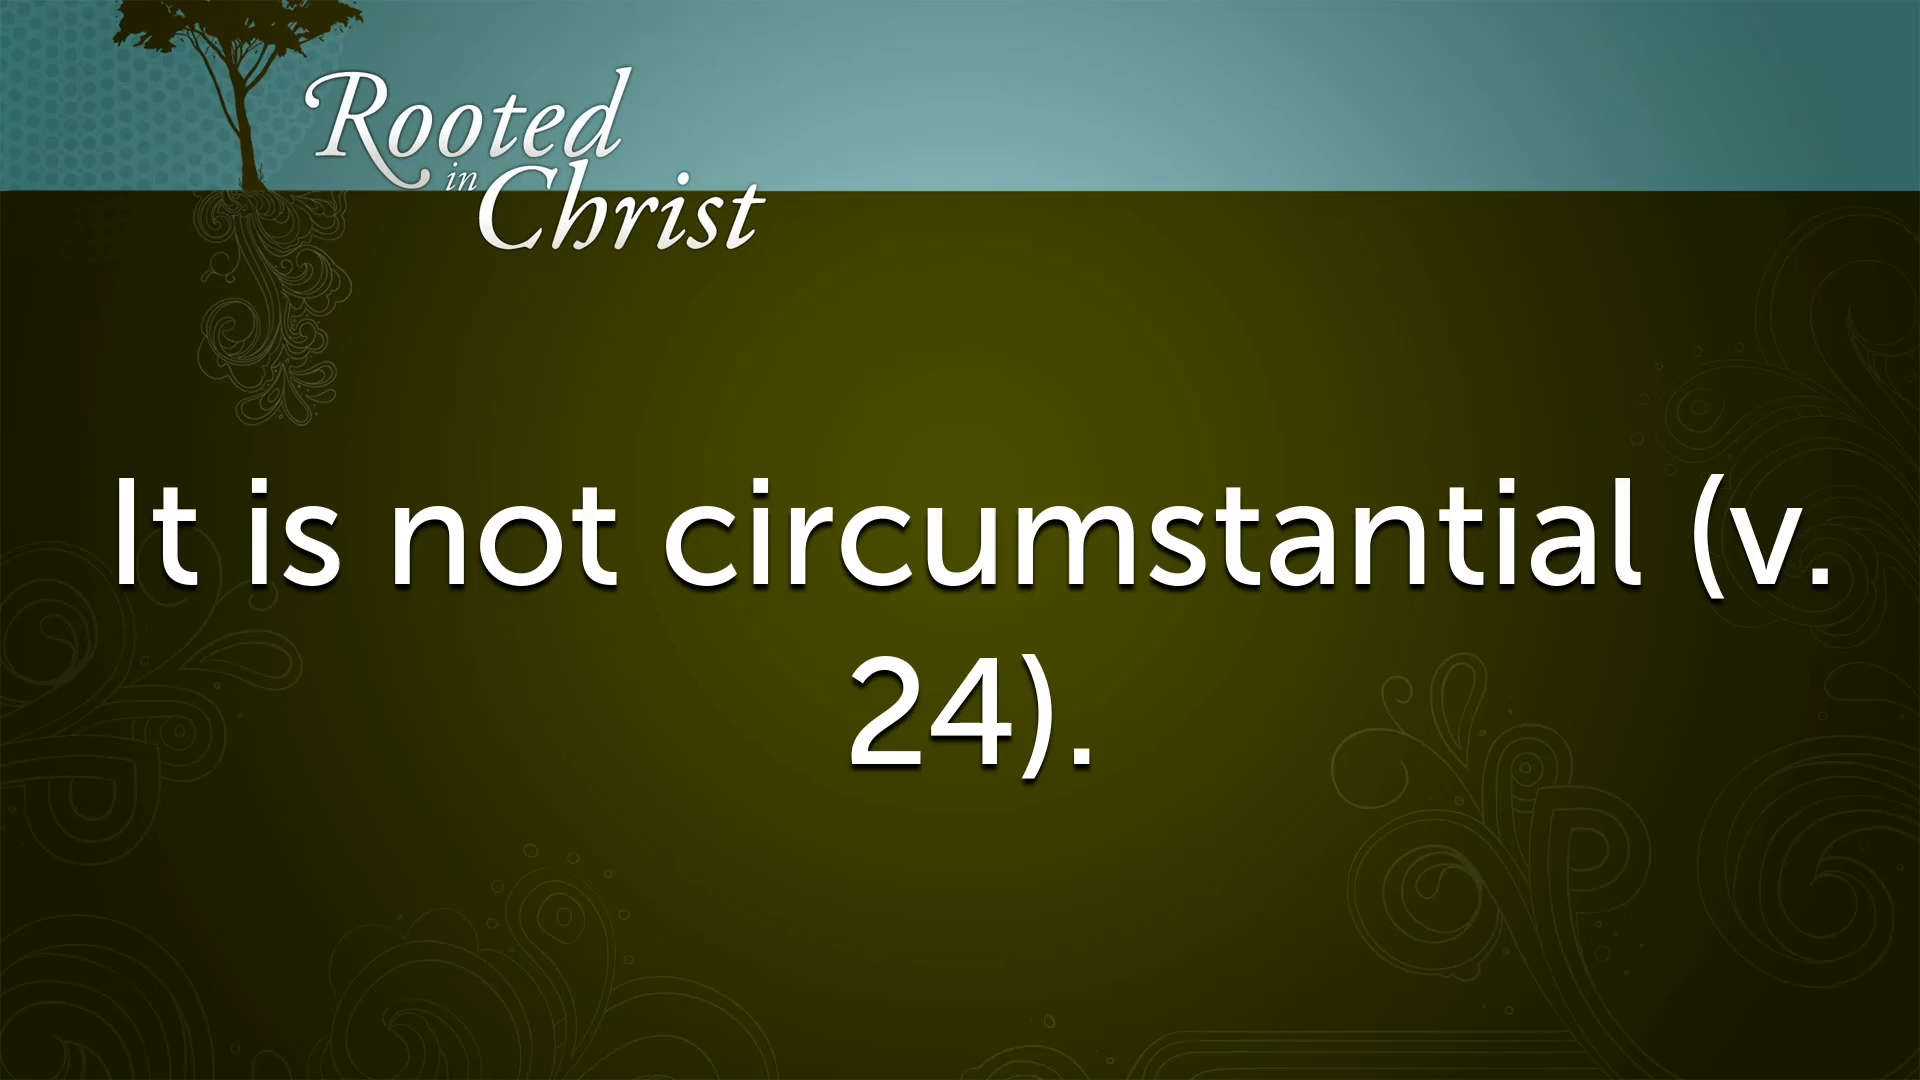 Rooted
in
Christ
It is not circumstantial (v.
24).